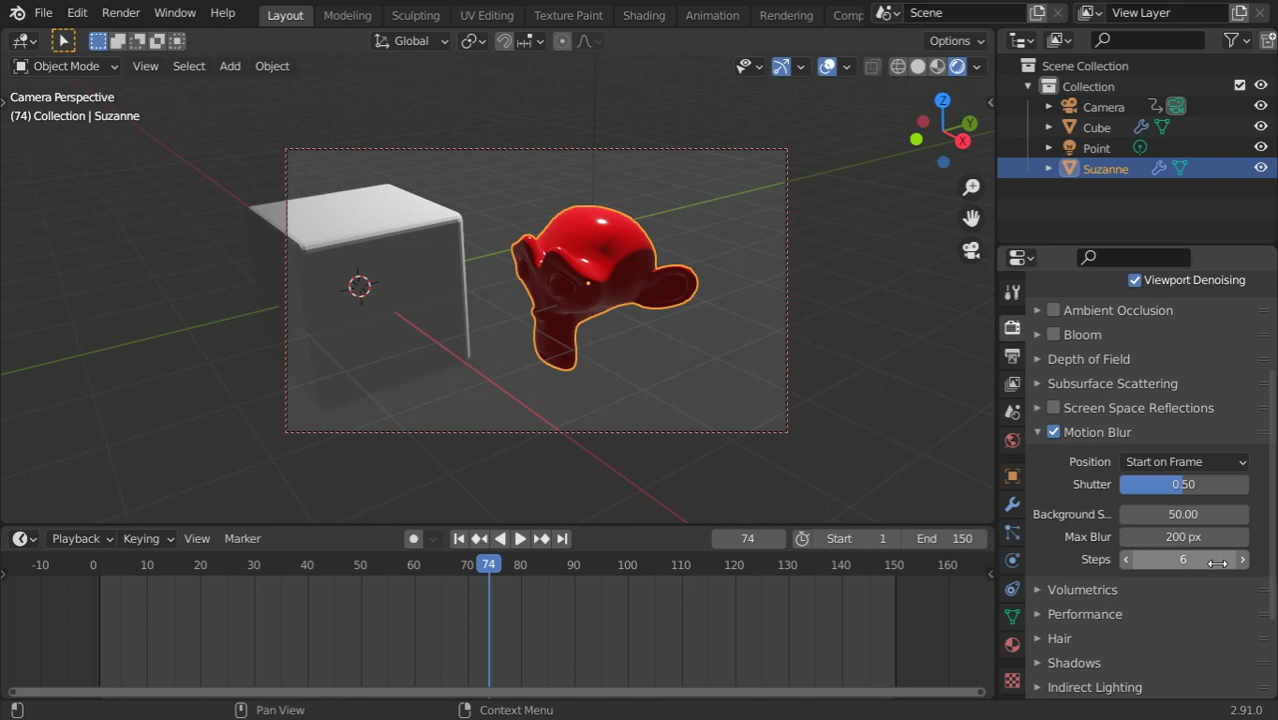 File Edit Render Window Help Layout Modeling Sculpting UV Editing Texture Paint Shading Animation Rendering Comp Scene View Layer
Global Options
Object Mode View Select Add Object
Camera Perspective
(74) Collection | Suzanne
Z
Y
X
Scene Collection
Collection
Camera
Cube
Point
Suzanne
Viewport Denoising
Ambient Occlusion
Bloom
Depth of Field
Subsurface Scattering
Screen Space Reflections
Motion Blur
Position Start on Frame
Shutter 0.50
Background S... 50.00
Max Blur 200 px
Steps 6
Volumetrics
Performance
Hair
Shadows
Indirect Lighting
Playback Keying View Marker 74 Start 1 End 150
-10 0 10 20 30 40 50 60 70 74 80 90 100 110 120 130 140 150 160
Pan View Context Menu 2.91.0